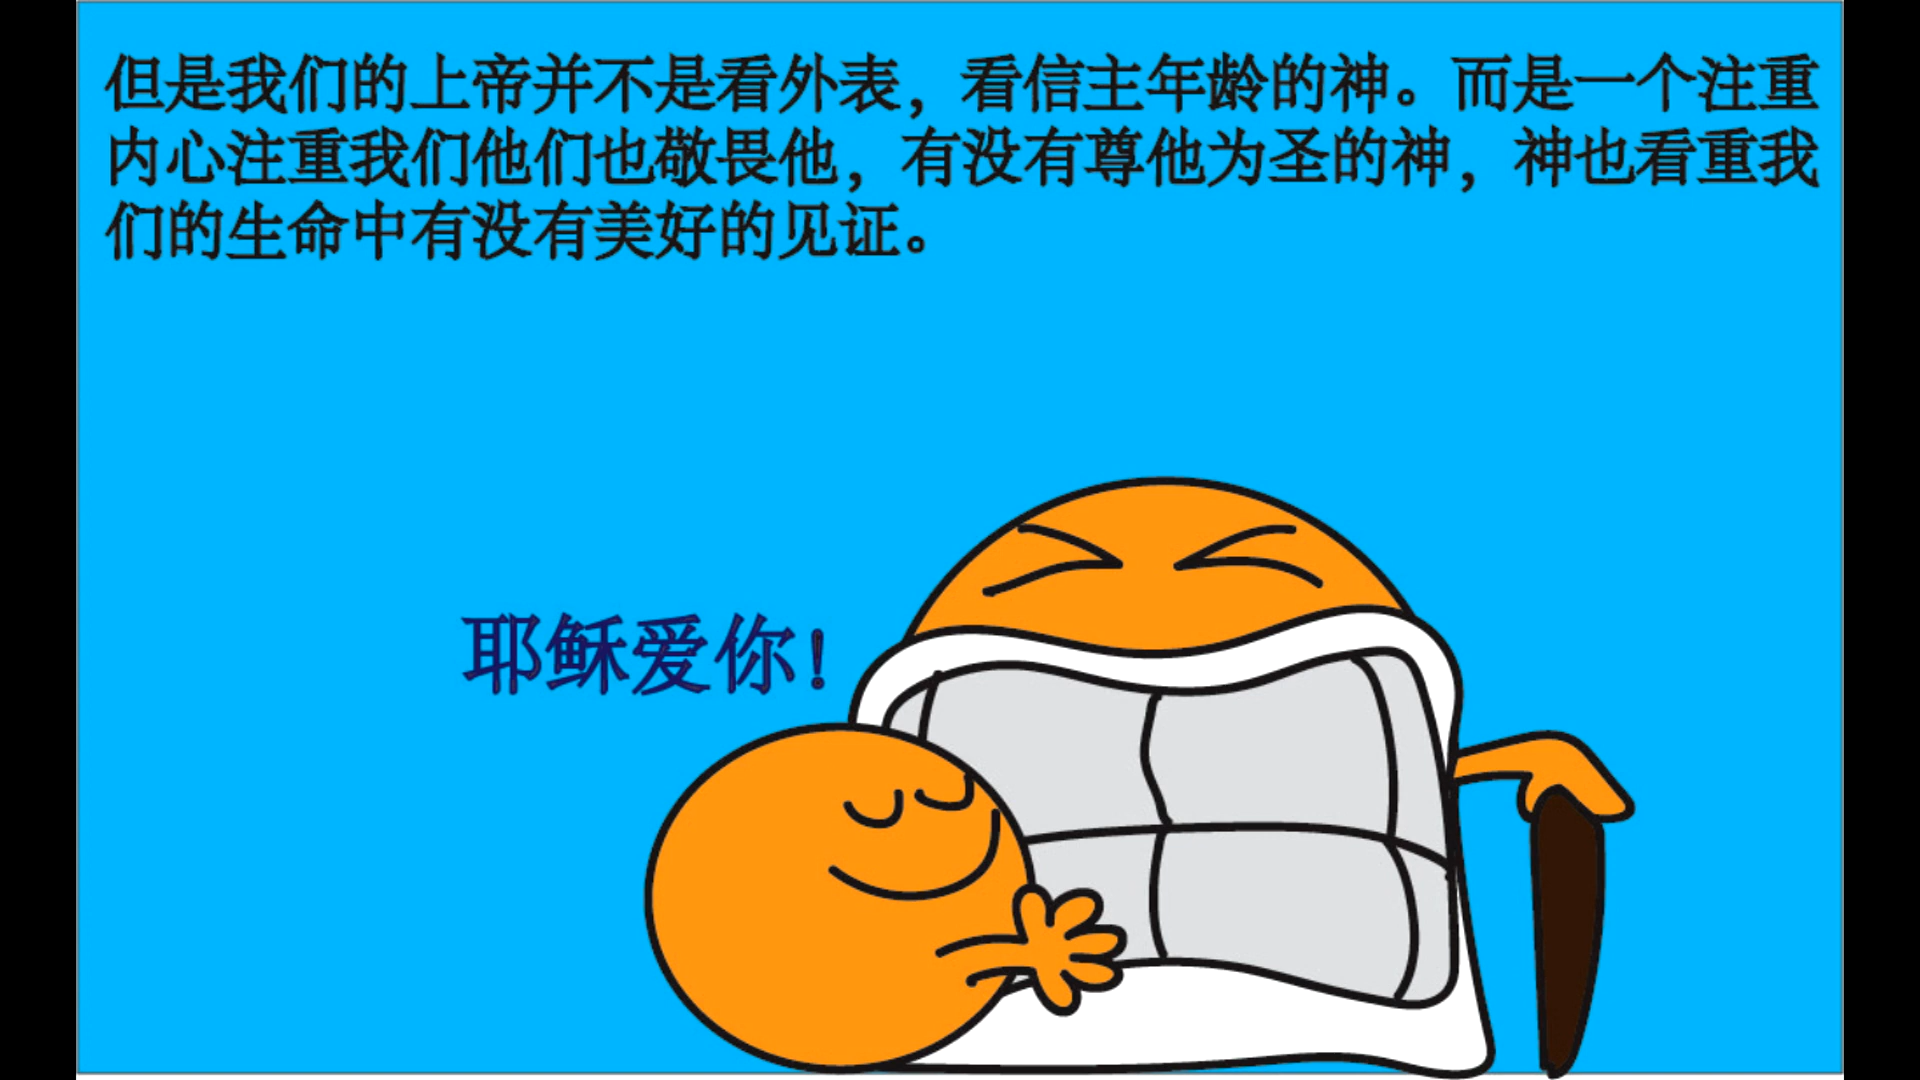 但是我们的上帝并不是看外表，看信主年龄的神。而是一个注重
内心注重我们他们也敬畏他，有没有尊他为圣的神，神也看重我
们的生命中有没有美好的见证。
耶稣爱你！